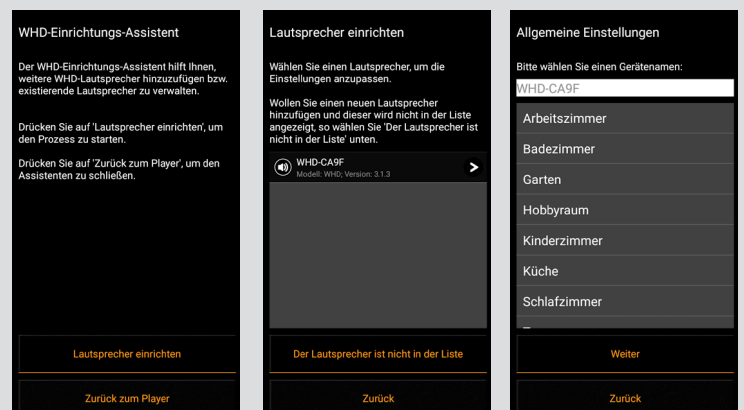 WHD-Einrichtungs-Assistent
Der WHD-Einrichtungs-Assistent hilft Ihnen,
weitere WHD-Lautsprecher hinzuzufügen bzw.
existierende Lautsprecher zu verwalten.
Drücken Sie auf 'Lautsprecher einrichten', um
den Prozess zu starten.
Drücken Sie auf 'Zurück zum Player', um den
Assistenten zu schließen.
Lautsprecher einrichten
Zurück zum Player
Lautsprecher einrichten
Wählen Sie einen Lautsprecher, um die
Einstellungen anzupassen.
Wollen Sie einen neuen Lautsprecher
hinzufügen und dieser wird nicht in der Liste
angezeigt, so wählen Sie 'Der Lautsprecher ist
nicht in der Liste' unten.
WHD-CA9F
Modell: WHD; Version: 3.1.3
Der Lautsprecher ist nicht in der Liste
Zurück
Allgemeine Einstellungen
Bitte wählen Sie einen Gerätenamen:
WHD-CA9F
Arbeitszimmer
Badezimmer
Garten
Hobbyraum
Kinderzimmer
Küche
Schlafzimmer
Weiter
Zurück